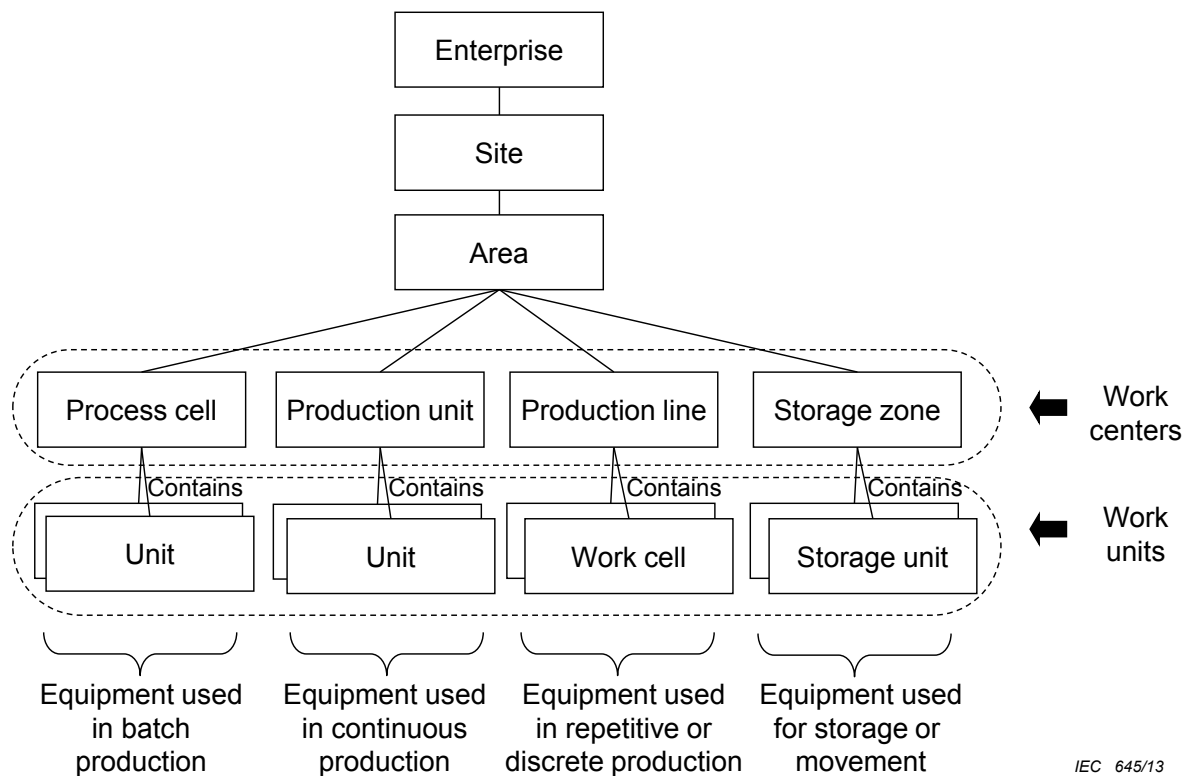 Enterprise
Site
Area
Process cell
Production unit
Production line
Storage zone
Work
centers
Contains
Contains
Contains
Contains
Unit
Unit
Work cell
Storage unit
Work
units
Equipment used
in batch
production
Equipment used
in continuous
production
Equipment used
in repetitive or
discrete production
Equipment used
for storage or
movement
IEC 645/13